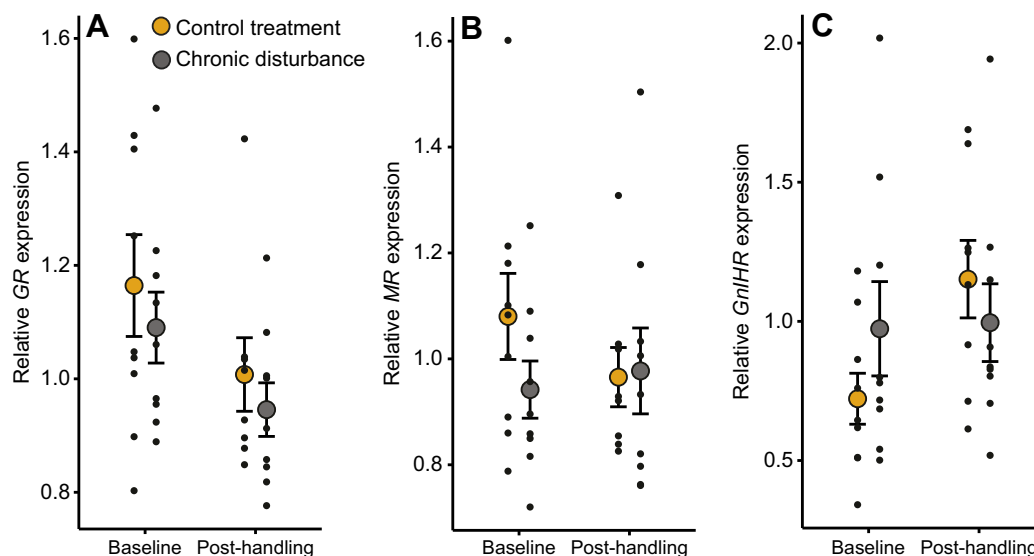 A
Control treatment
Chronic disturbance
Relative GR expression
1.6
1.4
1.2
1.0
0.8
Baseline
Post-handling
B
Relative MR expression
1.6
1.4
1.2
1.0
0.8
Baseline
Post-handling
C
Relative GnIHR expression
2.0
1.5
1.0
0.5
Baseline
Post-handling